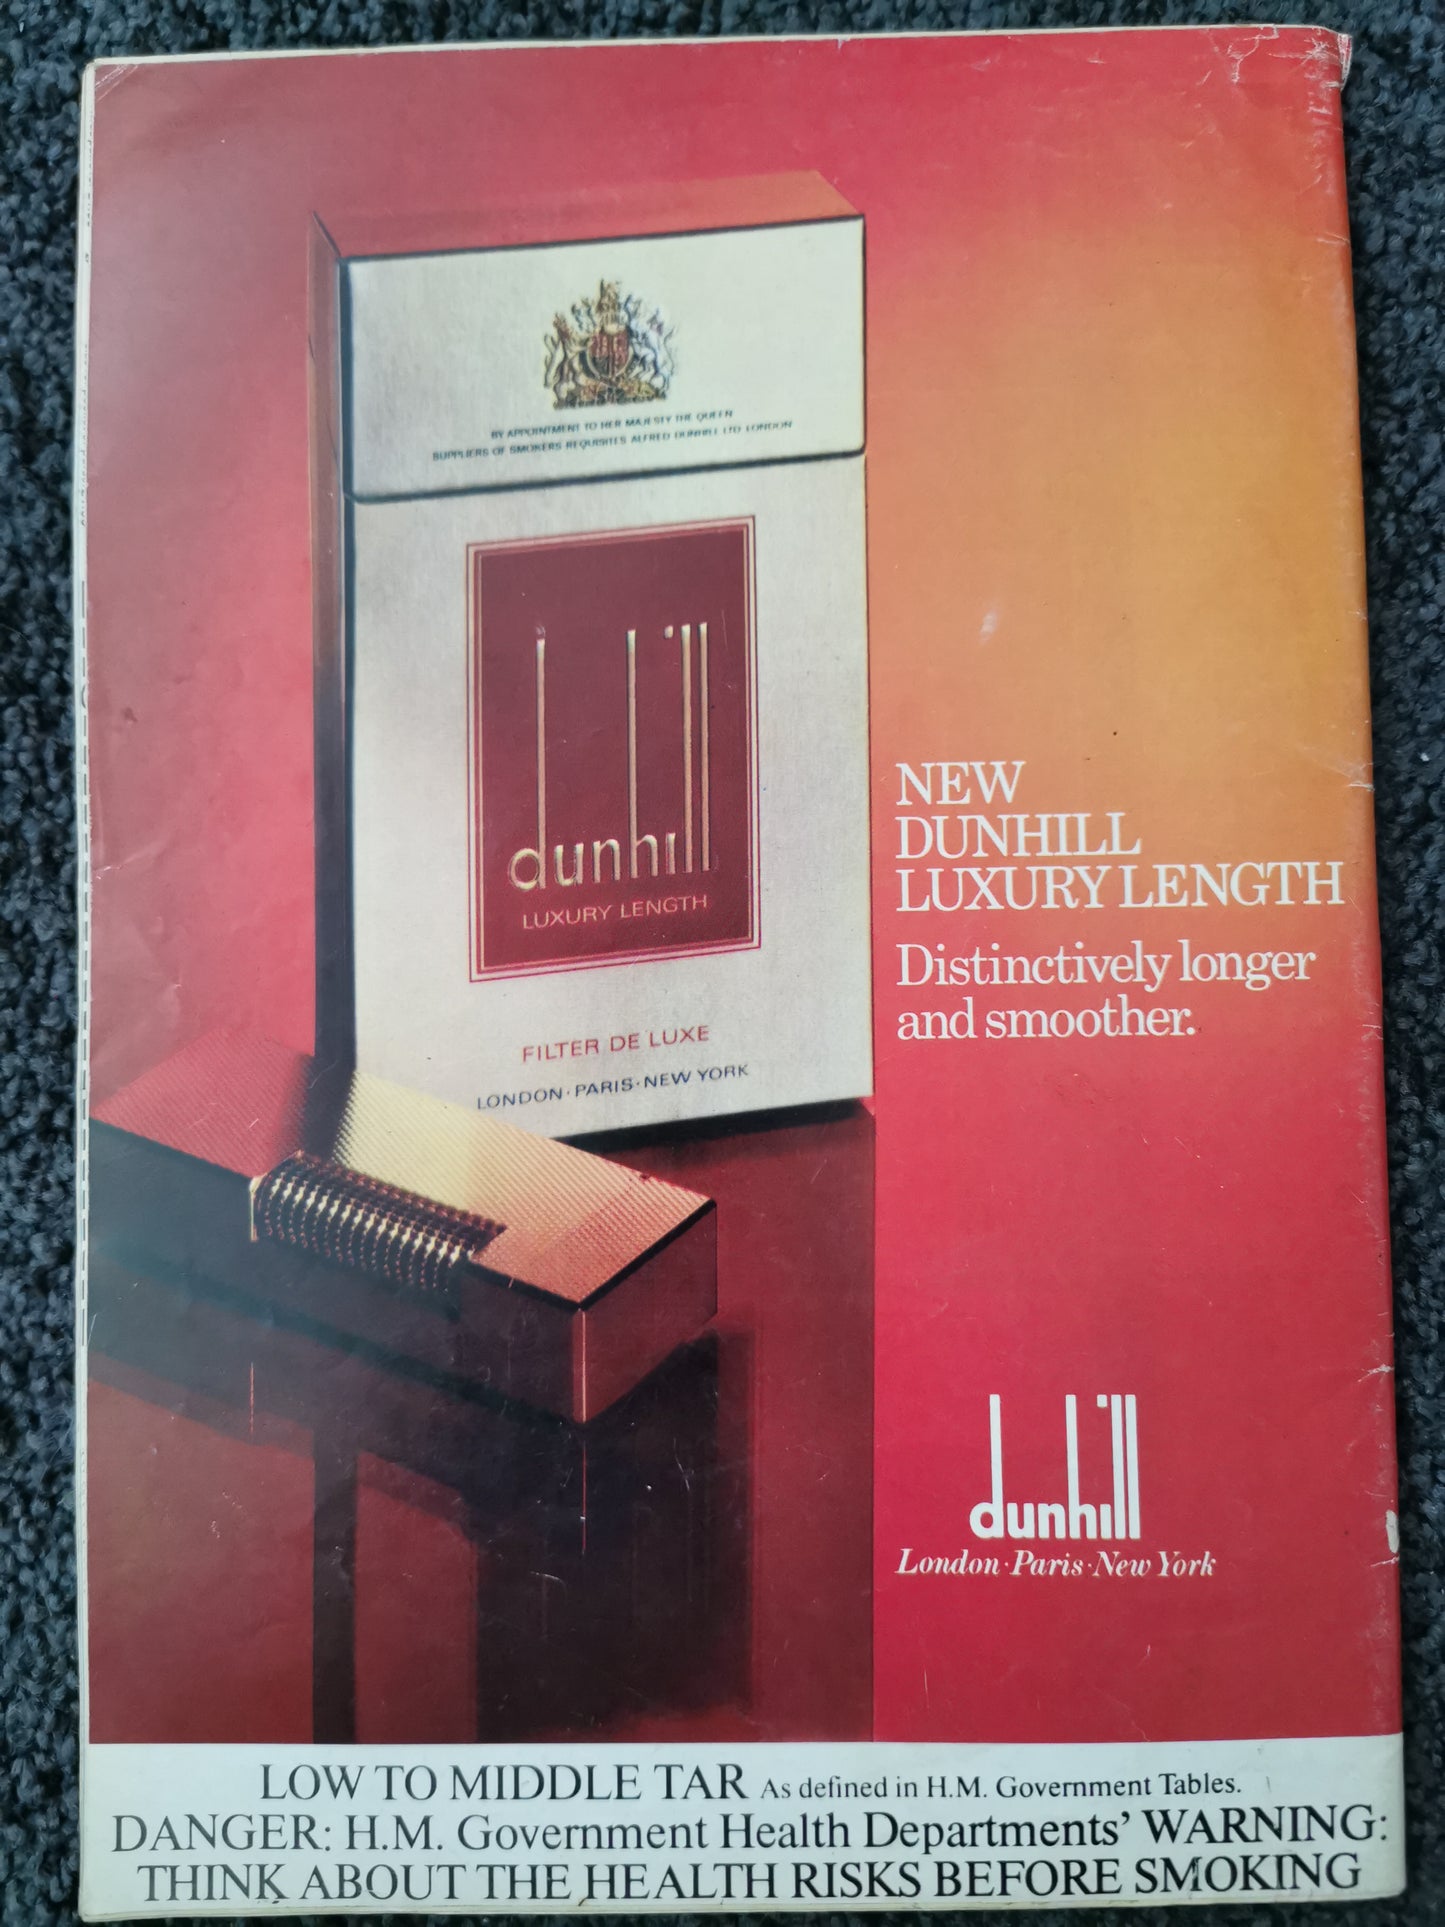 BY APPOINTMENT TO HER MAJESTY THE QUEEN
SUPPLIERS OF SMOKERS REQUISITES ALFRED DUNHILL LTD LONDON
dunhill
LUXURY LENGTH
FILTER DE LUXE
LONDON·PARIS·NEW YORK
NEW
DUNHILL
LUXURY LENGTH
Distinctively longer
and smoother.
dunhill
London·Paris·New York
LOW TO MIDDLE TAR As defined in H.M. Government Tables.
DANGER: H.M. Government Health Departments' WARNING:
THINK ABOUT THE HEALTH RISKS BEFORE SMOKING